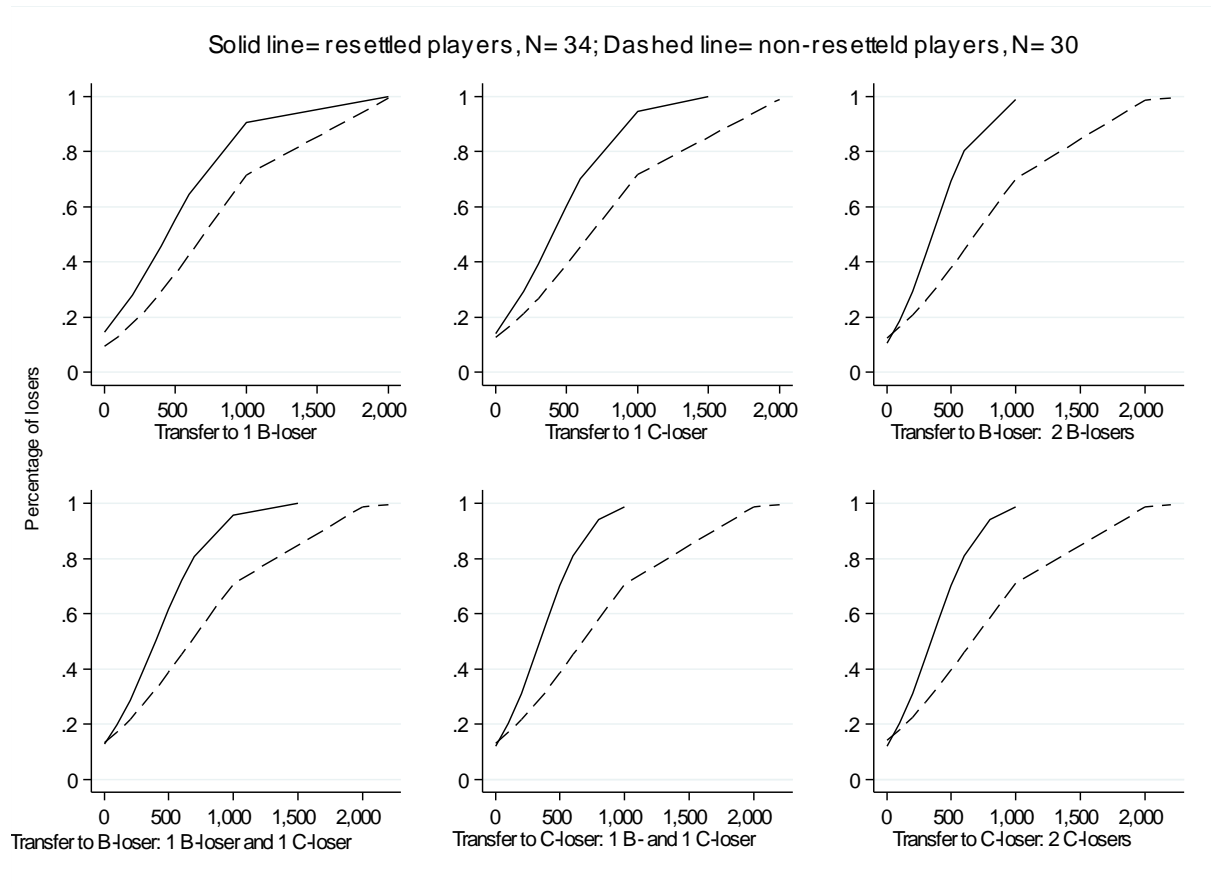 Solid line= resettled players, N= 34; Dashed line= non-resetteld players, N= 30
Percentage of losers
1
.8
.6
.4
.2
0
0 500 1,000 1,500 2,000
Transfer to 1 B-loser
1
.8
.6
.4
.2
0
0 500 1,000 1,500 2,000
Transfer to 1 C-loser
1
.8
.6
.4
.2
0
0 500 1,000 1,500 2,000
Transfer to B-loser: 2 B-losers
1
.8
.6
.4
.2
0
0 500 1,000 1,500 2,000
Transfer to B-loser: 1 B-loser and 1 C-loser
1
.8
.6
.4
.2
0
0 500 1,000 1,500 2,000
Transfer to C-loser: 1 B- and 1 C-loser
1
.8
.6
.4
.2
0
0 500 1,000 1,500 2,000
Transfer to C-loser: 2 C-losers